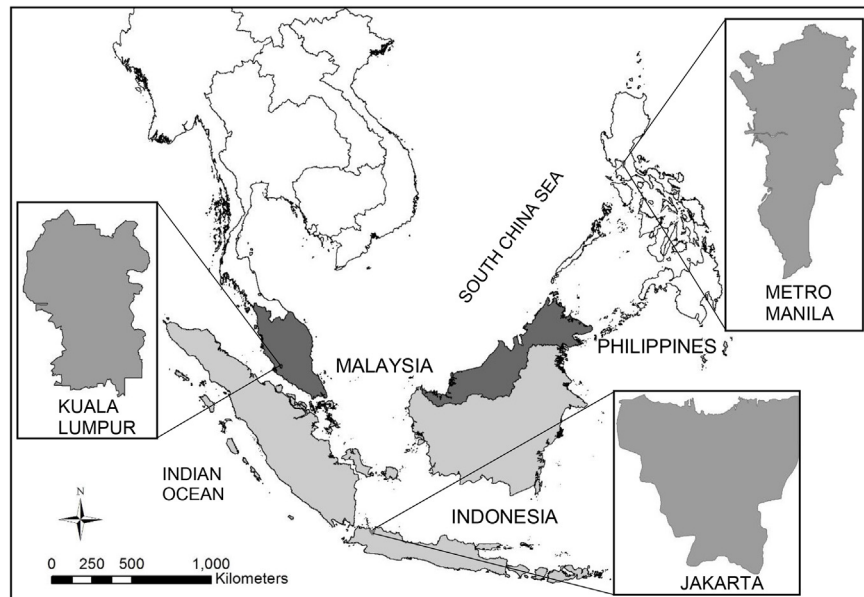 METRO
MANILA
SOUTH CHINA SEA
PHILIPPINES
MALAYSIA
KUALA
LUMPUR
INDIAN
OCEAN
INDONESIA
JAKARTA
N
0 250 500 1,000
Kilometers